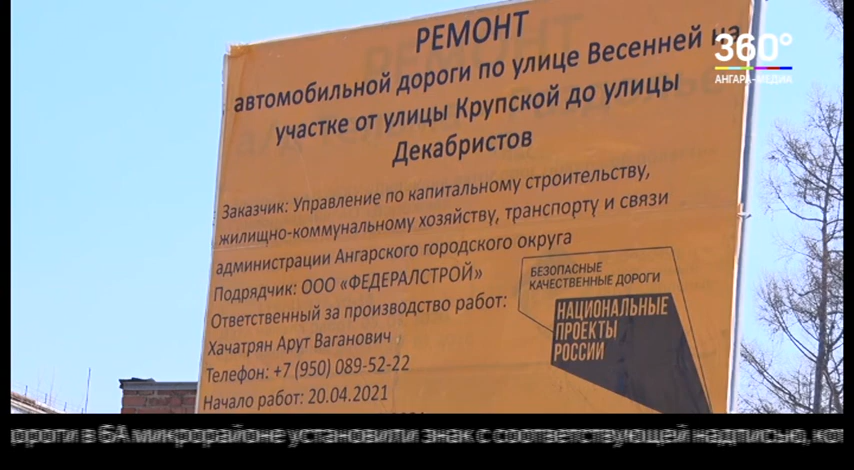 РЕМОНТ
автомобильной дороги по улице Весенней на
участке от улицы Крупской до улицы
Декабристов
360°
АНГАРА-МЕДИА
Заказчик: Управление по капитальному строительству,
жилищно-коммунальному хозяйству, транспорту и связи
администрации Ангарского городского округа
Подрядчик: ООО «ФЕДЕРАЛСТРОЙ»
Ответственный за производство работ:
Хачатрян Арут Ваганович
Телефон: +7 (950) 089-52-22
Начало работ: 20.04.2021
БЕЗОПАСНЫЕ
КАЧЕСТВЕННЫЕ ДОРОГИ
НАЦИОНАЛЬНЫЕ
ПРОЕКТЫ
РОССИИ
ороги в 6А микрорайоне установили знак с соответствующей надписью, кот